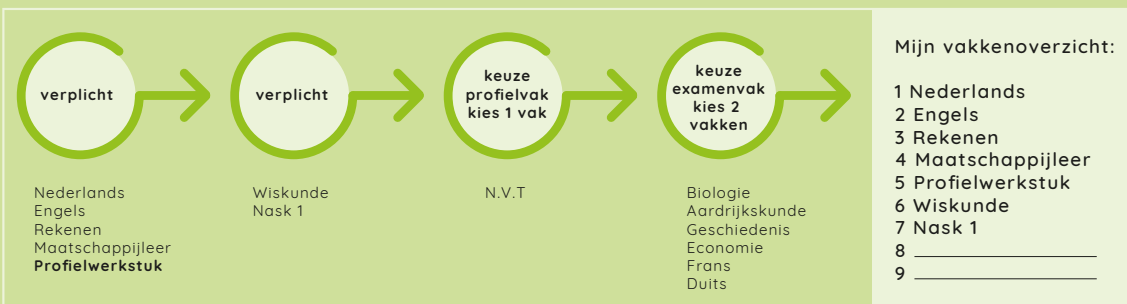 verplicht
Nederlands
Engels
Rekenen
Maatschappijleer
Profielwerkstuk
verplicht
Wiskunde
Nask 1
keuze
profielvak
kies 1 vak
N.V.T
keuze
examenvak
kies 2
vakken
Biologie
Aardrijkskunde
Geschiedenis
Economie
Frans
Duits
Mijn vakkenoverzicht:
1 Nederlands
2 Engels
3 Rekenen
4 Maatschappijleer
5 Profielwerkstuk
6 Wiskunde
7 Nask 1
8
9